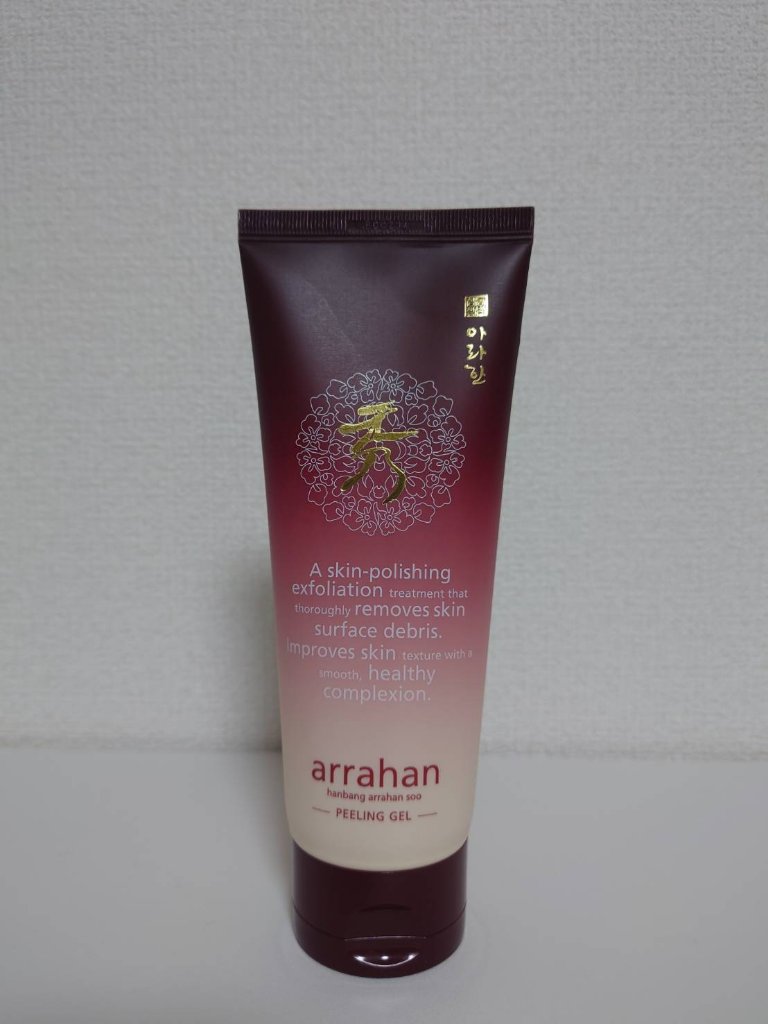 아라한
秀
A skin-polishing
exfoliation treatment that
thoroughly removes skin
surface debris.
Improves skin texture with a
smooth, healthy
complexion.
arrahan
hanbang arrahan soo
PEELING GEL